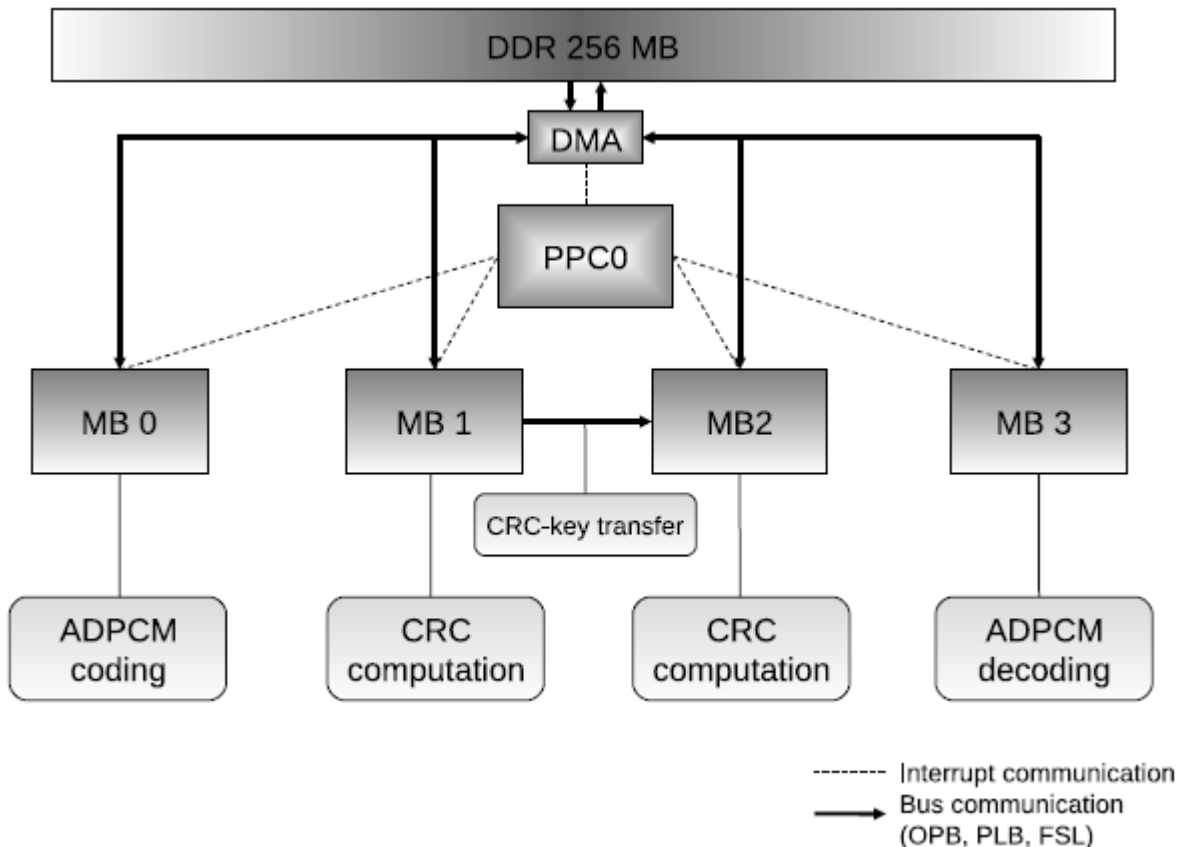 DDR 256 MB
DMA
PPC0
MB 0
MB 1
MB2
MB 3
CRC-key transfer
ADPCM
coding
CRC
computation
CRC
computation
ADPCM
decoding
Interrupt communication
Bus communication
(OPB, PLB, FSL)